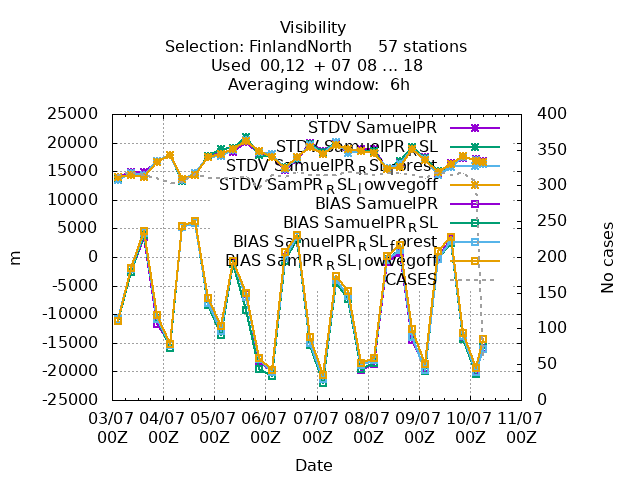 Visibility
Selection: FinlandNorth 57 stations
Used 00,12 + 07 08 ... 18
Averaging window: 6h
25000
20000
15000
10000
5000
0
-5000
-10000
-15000
-20000
-25000
400
350
300
250
200
150
100
50
0
STDV SamuelPR
STDV SamuelPR_RSL
STDV SamuelPR_RSL_forest
STDV SamPR_RSL_lowvegoff
BIAS SamuelPR
BIAS SamuelPR_RSL
BIAS SamuelPR_RSL_forest
BIAS SamPR_RSL_lowvegoff
CASES
m
No cases
03/07 04/07 05/07 06/07 07/07 08/07 09/07 10/07 11/07
00Z 00Z 00Z 00Z 00Z 00Z 00Z 00Z 00Z
Date